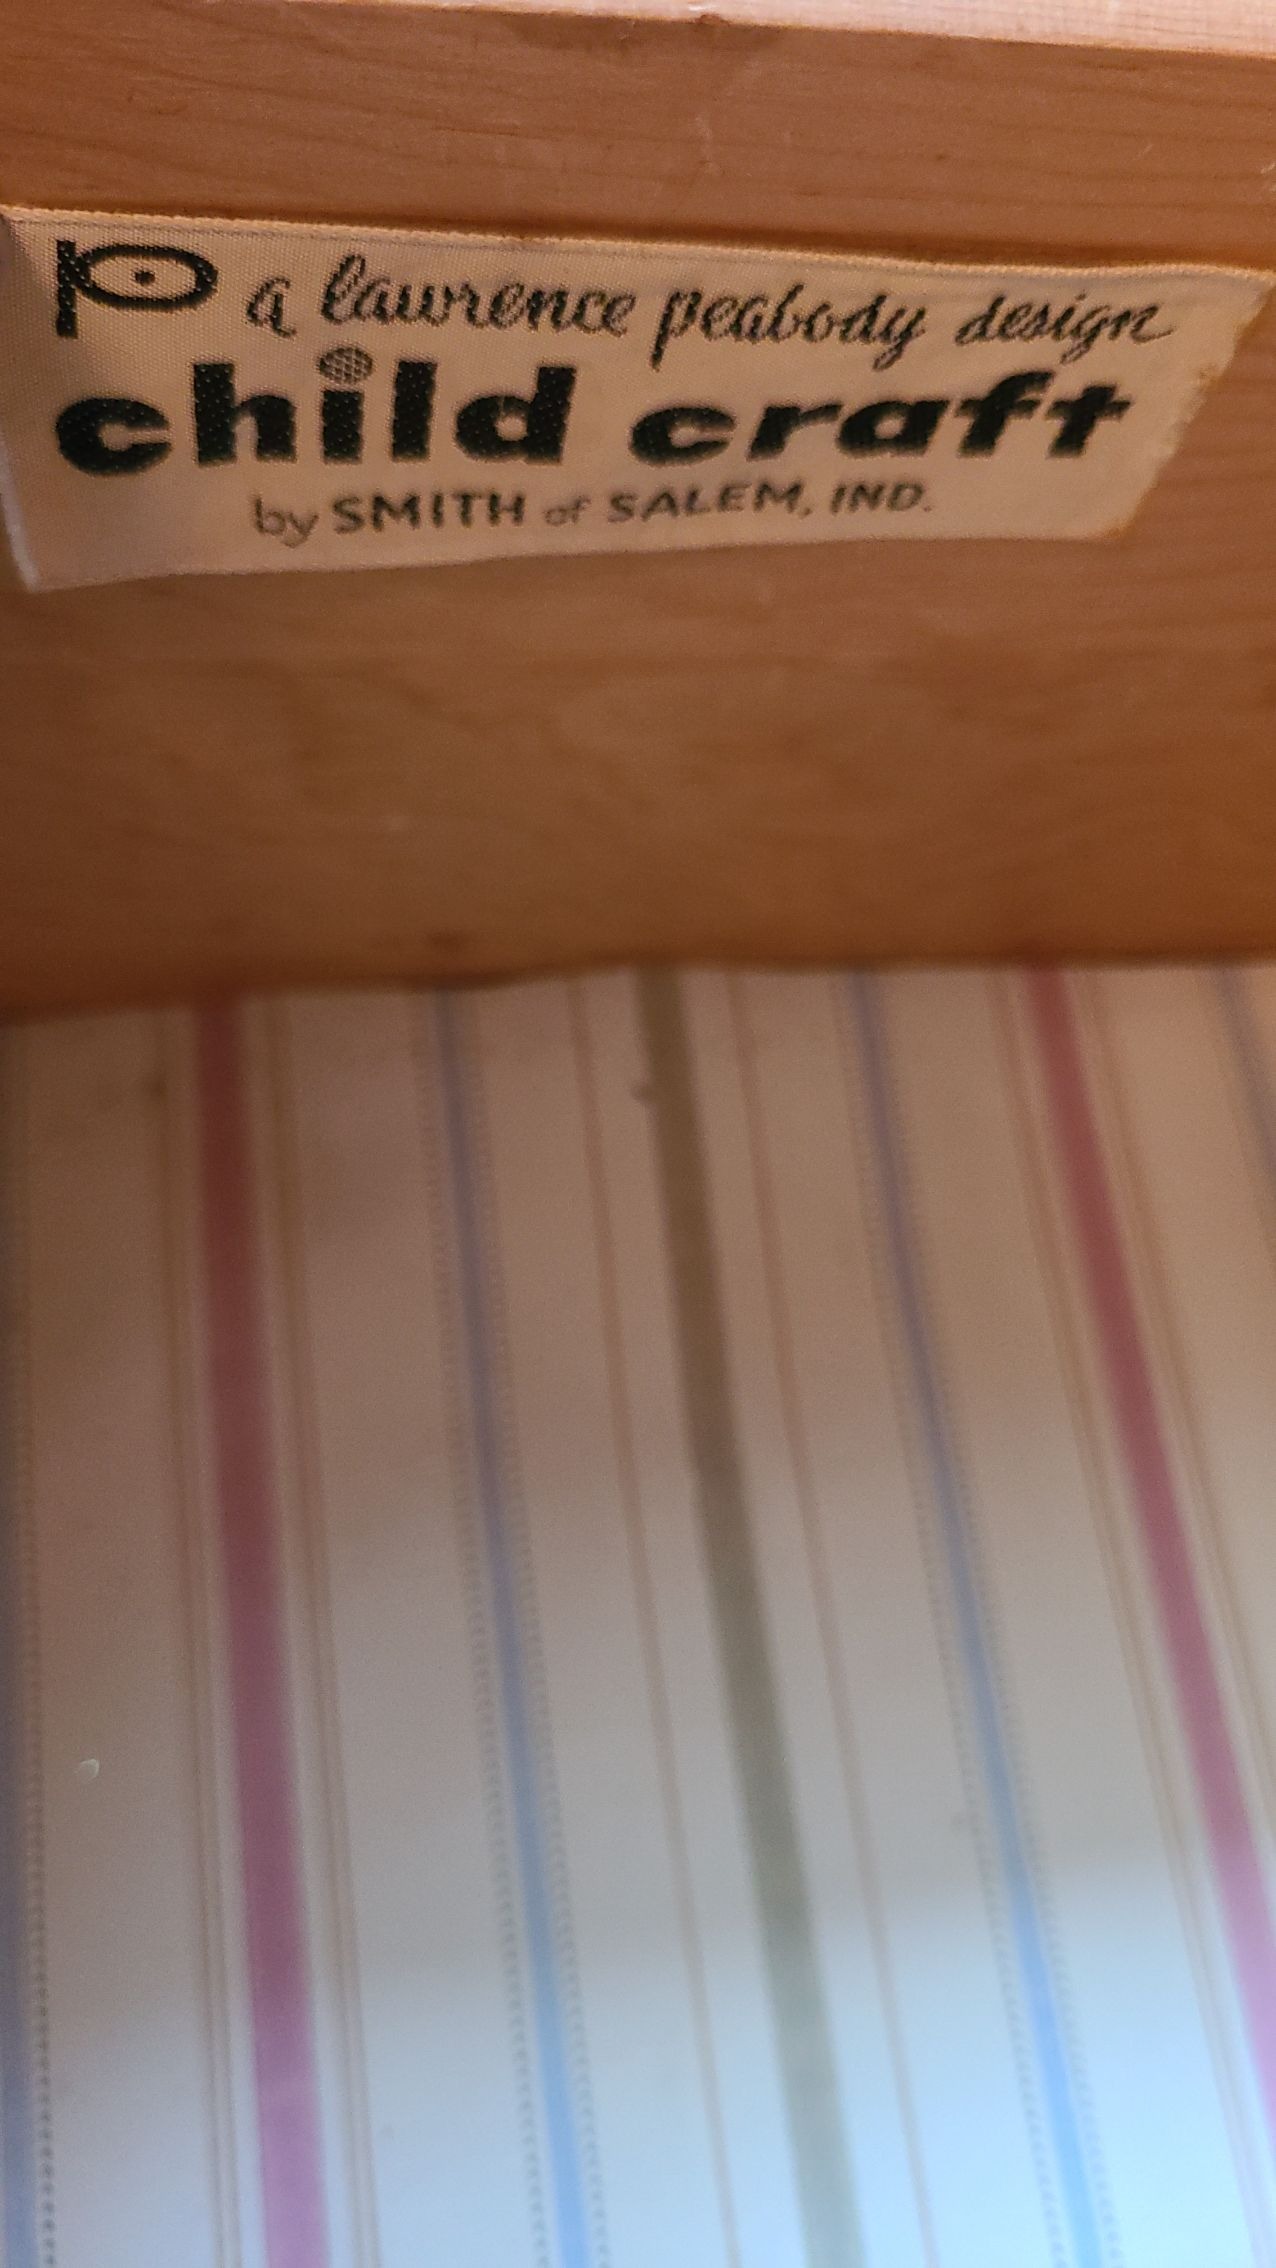 P a lawrence peabody design
child craft
by SMITH of SALEM, IND.